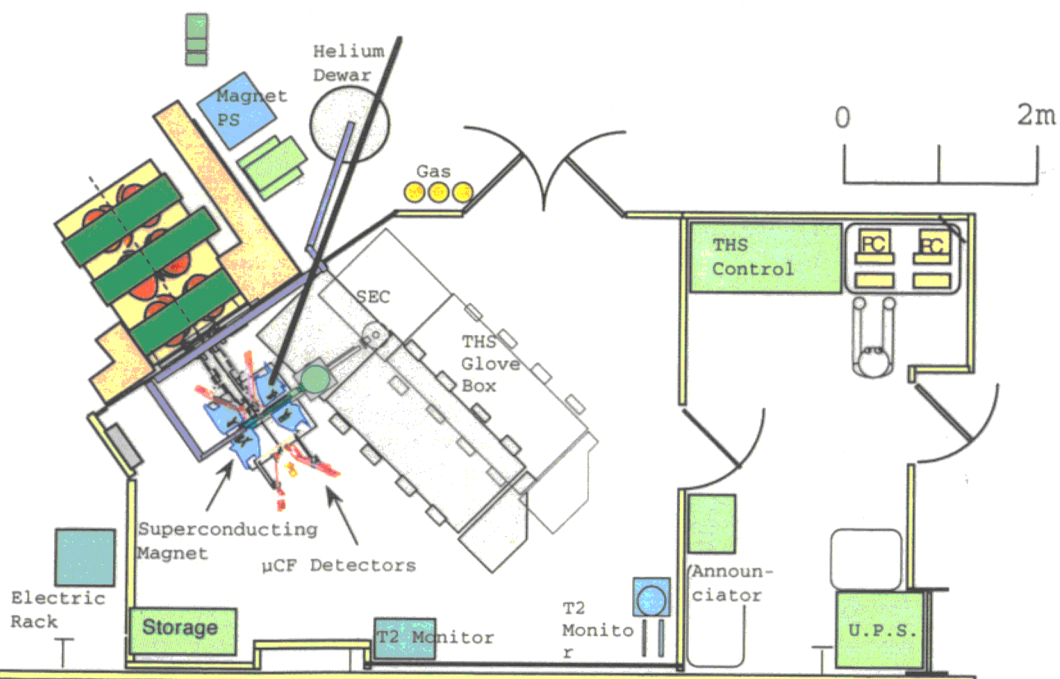 Helium
Dewar
Magnet
PS
0
2m
Gas
THS
Control
PC
PC
SEC
THS
Glove
Box
Superconducting
Magnet
µCF Detectors
Electric
Rack
Storage
T2 Monitor
T2
Monito
r
Announ-
ciator
U.P.S.